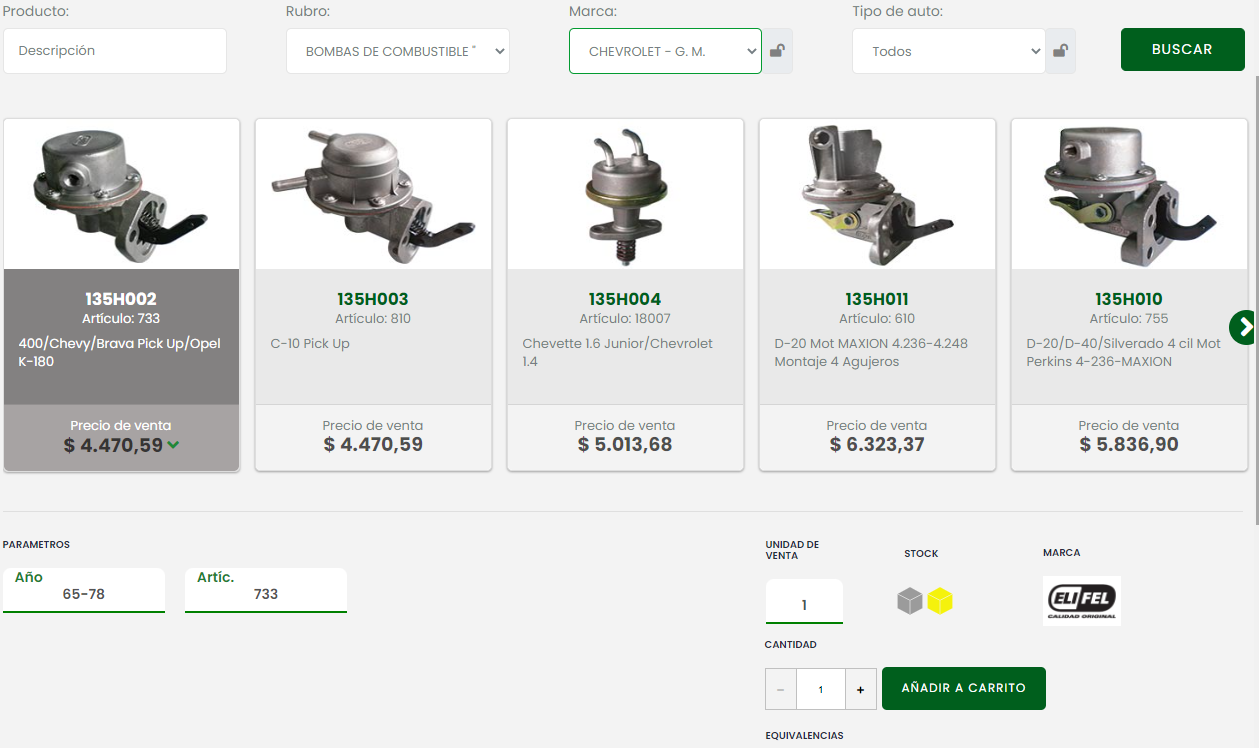 Producto:
Rubro:
Marca:
Tipo de auto:
Descripción
BOMBAS DE COMBUSTIBLE *
CHEVROLET - G. M.
Todos
BUSCAR
135H002
Artículo: 733
400/Chevy/Brava Pick Up/Opel
K-180
Precio de venta
$ 4.470,59
135H003
Artículo: 810
C-10 Pick Up
Precio de venta
$ 4.470,59
135H004
Artículo: 18007
Chevette 1.6 Junior/Chevrolet
1.4
Precio de venta
$ 5.013,68
135H011
Artículo: 610
D-20 Mot MAXION 4.236-4.248
Montaje 4 Agujeros
Precio de venta
$ 6.323,37
135H010
Artículo: 755
D-20/D-40/Silverado 4 cil Mot
Perkins 4-236-MAXION
Precio de venta
$ 5.836,90
PARAMETROS
Año
65-78
Artíc.
733
UNIDAD DE
VENTA
1
STOCK
MARCA
ELIFEL
CALIDAD ORIGINAL
CANTIDAD
− 1 +
AÑADIR A CARRITO
EQUIVALENCIAS